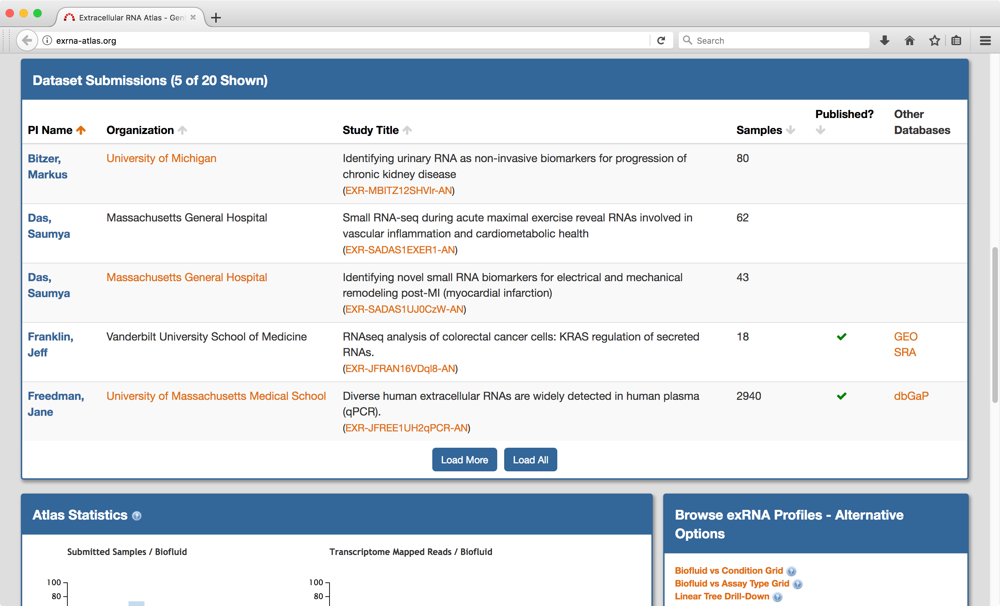 Extracellular RNA Atlas - Gen
exrna-atlas.org
Search
Dataset Submissions (5 of 20 Shown)
PI Name Organization Study Title Samples Published? Other Databases
Bitzer, Markus
University of Michigan
Identifying urinary RNA as non-invasive biomarkers for progression of
chronic kidney disease
(EXR-MBITZ12SHVIr-AN)
80
Das, Saumya
Massachusetts General Hospital
Small RNA-seq during acute maximal exercise reveal RNAs involved in
vascular inflammation and cardiometabolic health
(EXR-SADAS1EXER1-AN)
62
Das, Saumya
Massachusetts General Hospital
Identifying novel small RNA biomarkers for electrical and mechanical
remodeling post-MI (myocardial infarction)
(EXR-SADAS1UJ0CzW-AN)
43
Franklin, Jeff
Vanderbilt University School of Medicine
RNAseq analysis of colorectal cancer cells: KRAS regulation of secreted
RNAs.
(EXR-JFRAN16VDql8-AN)
18
GEO
SRA
Freedman, Jane
University of Massachusetts Medical School
Diverse human extracellular RNAs are widely detected in human plasma
(qPCR).
(EXR-JFREE1UH2qPCR-AN)
2940
dbGaP
Load More
Load All
Atlas Statistics
Submitted Samples / Biofluid
100
80
Transcriptome Mapped Reads / Biofluid
100
80
Browse exRNA Profiles - Alternative
Options
Biofluid vs Condition Grid
Biofluid vs Assay Type Grid
Linear Tree Drill-Down